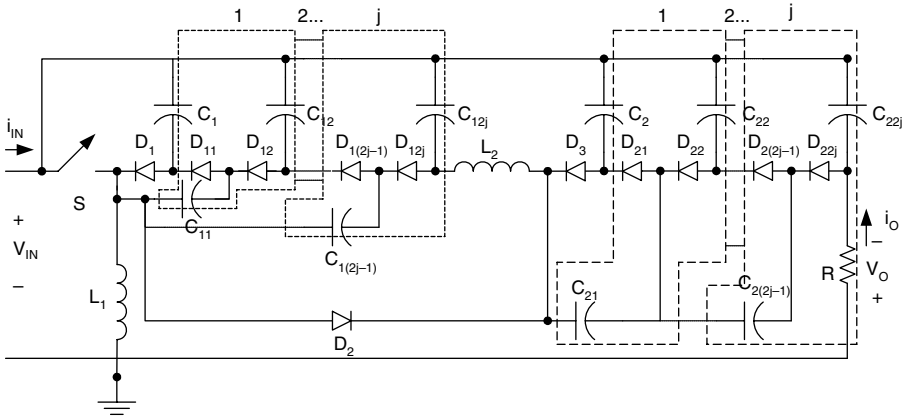 1 2... j 1 2... j
i_IN C_1 C_12 C_12j C_2 C_22 C_22j
D_1 D_11 D_12 D_1(2j–1) D_12j L_2 D_3 D_21 D_22 D_2(2j–1) D_22j
S C_11 i_O
+ C_1(2j–1) –
V_IN R V_O
– L_1 C_21 C_2(2j–1) +
D_2